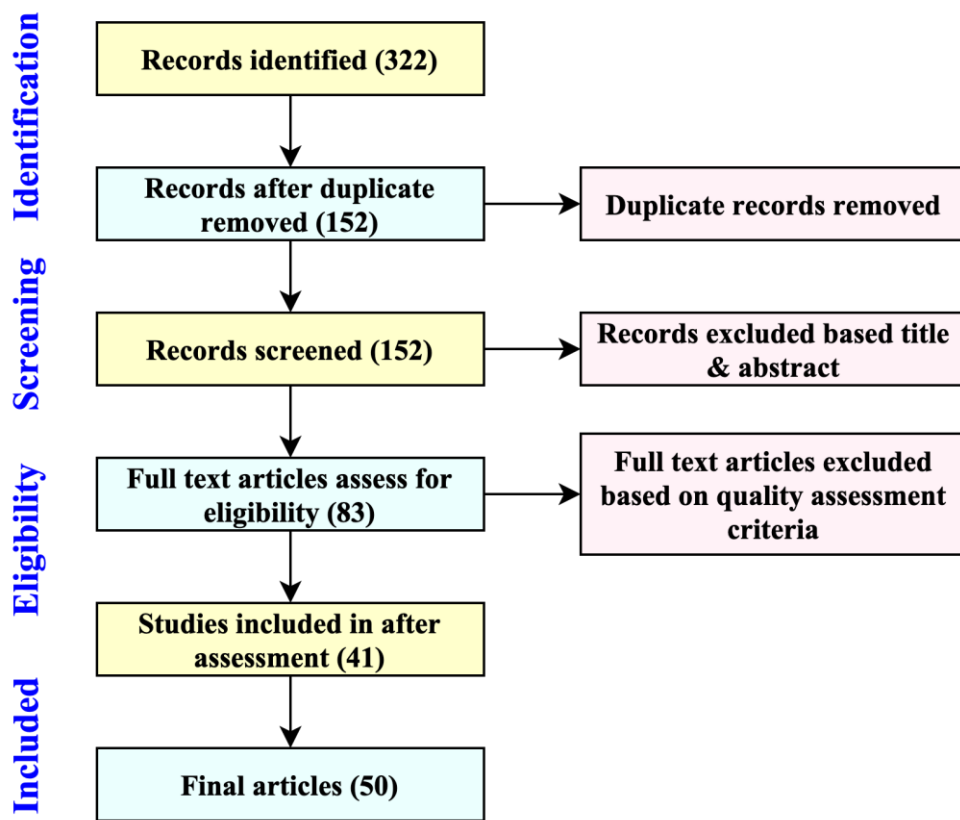 Identification
Records identified (322)
Records after duplicate
removed (152)
Duplicate records removed
Screening
Records screened (152)
Records excluded based title
& abstract
Eligibility
Full text articles assess for
eligibility (83)
Full text articles excluded
based on quality assessment
criteria
Studies included in after
assessment (41)
Included
Final articles (50)